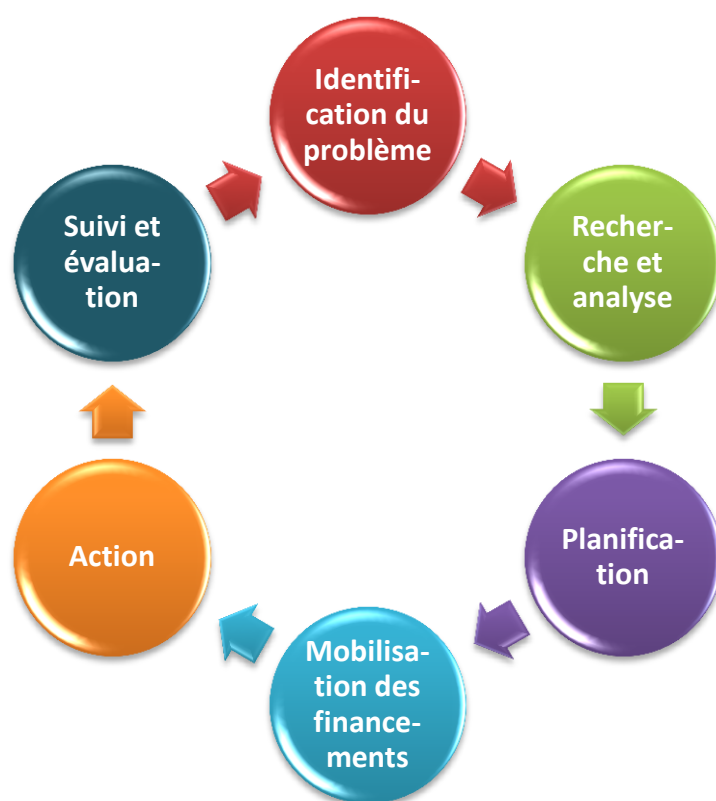 Identifi-
cation du
problème
Recher-
che et
analyse
Planifica-
tion
Mobilisa-
tion des
finance-
ments
Action
Suivi et
évalua-
tion